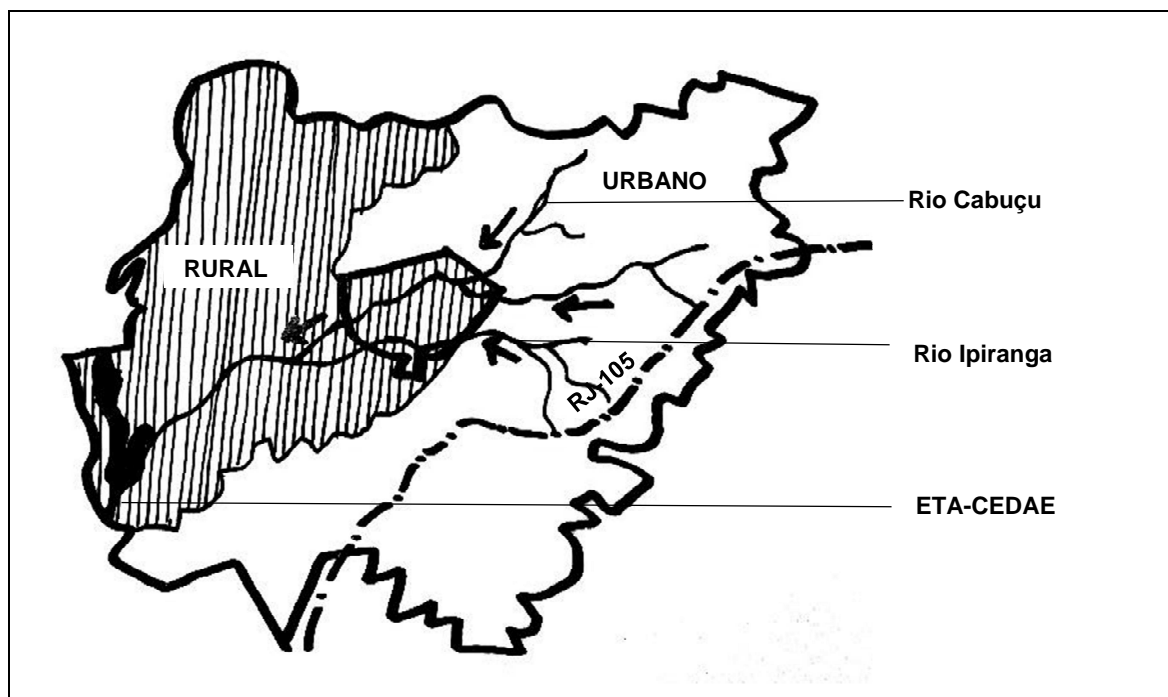 URBANO
Rio Cabuçu
RURAL
Rio Ipiranga
RJ-105
ETA-CEDAE